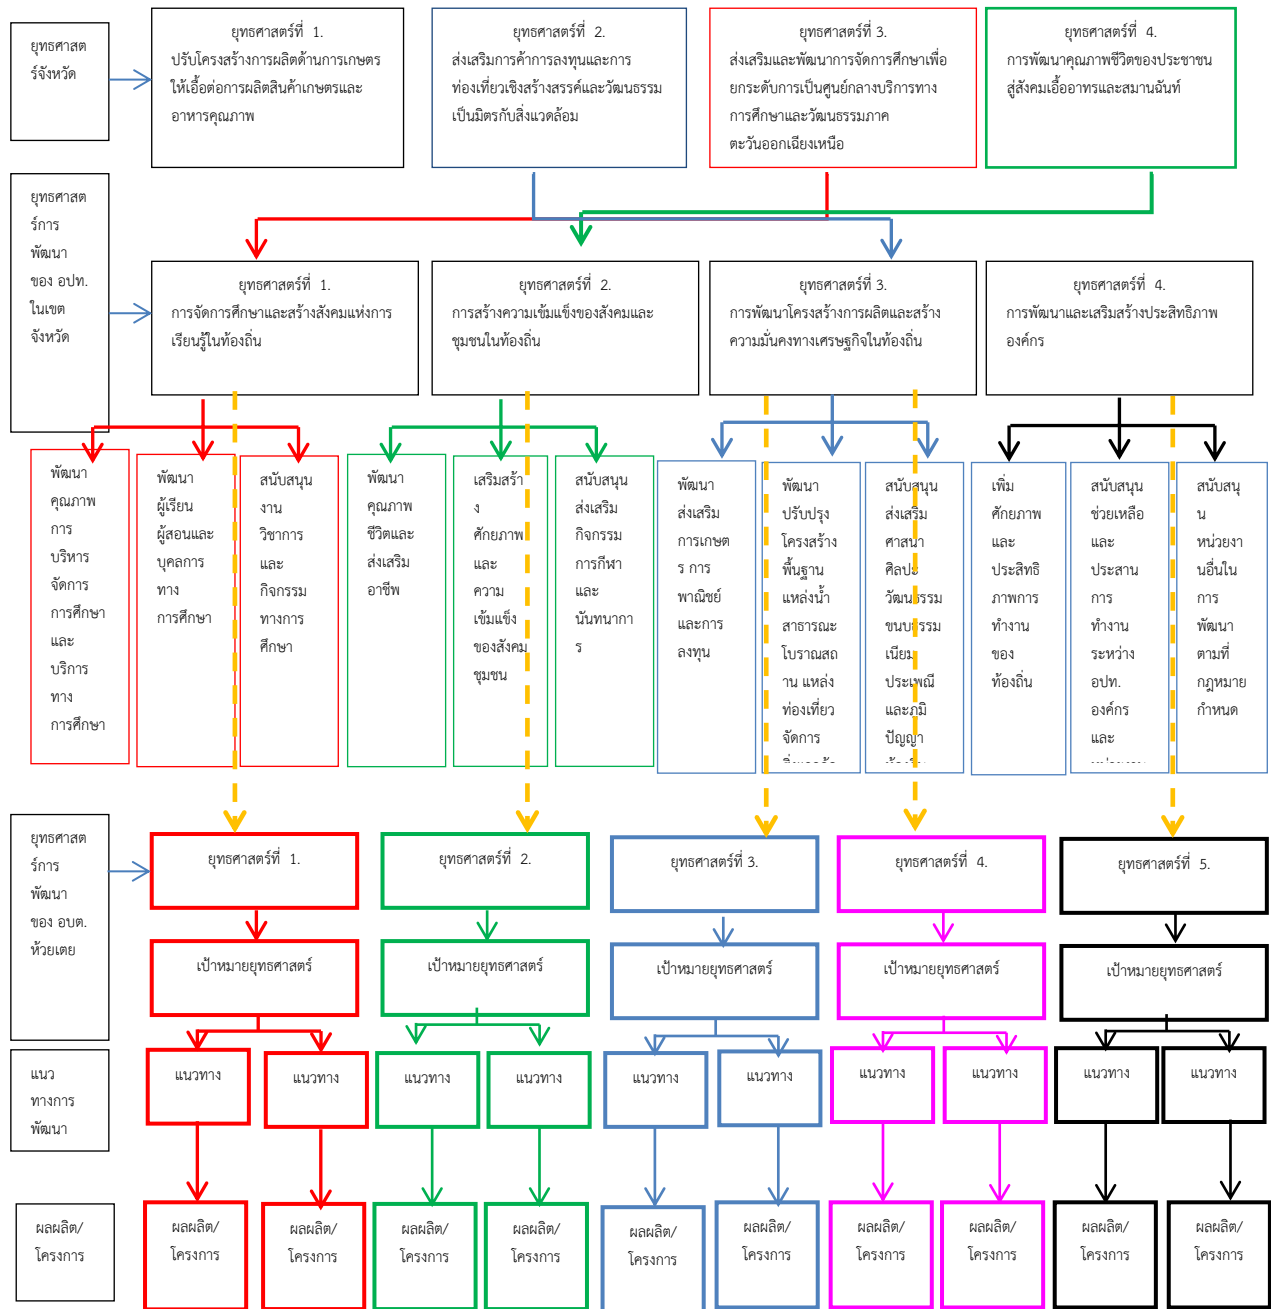 ยุทธศาสต
ร์จังหวัด
ยุทธศาสตร์ที่ 1.
ปรับโครงสร้างการผลิตด้านการเกษตร
ให้เอื้อต่อการผลิตสินค้าเกษตรและ
อาหารคุณภาพ
ยุทธศาสตร์ที่ 2.
ส่งเสริมการค้าการลงทุนและการ
ท่องเที่ยวเชิงสร้างสรรค์และวัฒนธรรม
เป็นมิตรกับสิ่งแวดล้อม
ยุทธศาสตร์ที่ 3.
ส่งเสริมและพัฒนาการจัดการศึกษาเพื่อ
ยกระดับการเป็นศูนย์กลางบริการทาง
การศึกษาและวัฒนธรรมภาค
ตะวันออกเฉียงเหนือ
ยุทธศาสตร์ที่ 4.
การพัฒนาคุณภาพชีวิตของประชาชน
สู่สังคมเอื้ออาทรและสมานฉันท์
ยุทธศาสต
ร์การ
พัฒนา
ของ อปท.
ในเขต
จังหวัด
ยุทธศาสตร์ที่ 1.
การจัดการศึกษาและสร้างสังคมแห่งการ
เรียนรู้ในท้องถิ่น
ยุทธศาสตร์ที่ 2.
การสร้างความเข้มแข็งของสังคมและ
ชุมชนในท้องถิ่น
ยุทธศาสตร์ที่ 3.
การพัฒนาโครงสร้างการผลิตและสร้าง
ความมั่นคงทางเศรษฐกิจในท้องถิ่น
ยุทธศาสตร์ที่ 4.
การพัฒนาและเสริมสร้างประสิทธิภาพ
องค์กร
พัฒนา
คุณภาพ
การ
บริหาร
จัดการ
การศึกษา
และ
บริการ
ทาง
การศึกษา
พัฒนา
ผู้เรียน
ผู้สอนและ
บุคลการ
ทาง
การศึกษา
สนับสนุน
งาน
วิชาการ
และ
กิจกรรม
ทางการ
ศึกษา
พัฒนา
คุณภาพ
ชีวิตและ
ส่งเสริม
อาชีพ
เสริมสร้า
ง
ศักยภาพ
และ
ความ
เข้มแข็ง
ของสังคม
ชุมชน
สนับสนุน
ส่งเสริม
กิจกรรม
การกีฬา
และ
นันทนากา
ร
พัฒนา
ส่งเสริม
การเกษต
ร การ
พาณิชย์
และการ
ลงทุน
พัฒนา
ปรับปรุง
โครงสร้าง
พื้นฐาน
แหล่งน้ำ
สาธารณะ
โบราณสถ
าน แหล่ง
ท่องเที่ยว
จัดการ
สนับสนุน
ส่งเสริม
ศาสนา
ศิลปะ
วัฒนธรรม
ขนบธรรม
เนียม
ประเพณี
และภูมิ
ปัญญา
เพิ่ม
ศักยภาพ
และ
ประสิทธิ
ภาพการ
ทำงาน
ของ
ท้องถิ่น
สนับสนุน
ช่วยเหลือ
และ
ประสาน
การ
ทำงาน
ระหว่าง
อปท.
องค์กร
และ
สนับสนุ
น
หน่วยงา
นอื่นใน
การ
พัฒนา
ตามที่
กฎหมาย
กำหนด
ยุทธศาสต
ร์การ
พัฒนา
ของ อบต.
ห้วยเตย
ยุทธศาสตร์ที่ 1.
ยุทธศาสตร์ที่ 2.
ยุทธศาสตร์ที่ 3.
ยุทธศาสตร์ที่ 4.
ยุทธศาสตร์ที่ 5.
เป้าหมายยุทธศาสตร์
เป้าหมายยุทธศาสตร์
เป้าหมายยุทธศาสตร์
เป้าหมายยุทธศาสตร์
เป้าหมายยุทธศาสตร์
แนว
ทางการ
พัฒนา
แนวทาง
แนวทาง
แนวทาง
แนวทาง
แนวทาง
แนวทาง
แนวทาง
แนวทาง
แนวทาง
แนวทาง
ผลผลิต/
โครงการ
ผลผลิต/
โครงการ
ผลผลิต/
โครงการ
ผลผลิต/
โครงการ
ผลผลิต/
โครงการ
ผลผลิต/
โครงการ
ผลผลิต/
โครงการ
ผลผลิต/
โครงการ
ผลผลิต/
โครงการ
ผลผลิต/
โครงการ
ผลผลิต/
โครงการ